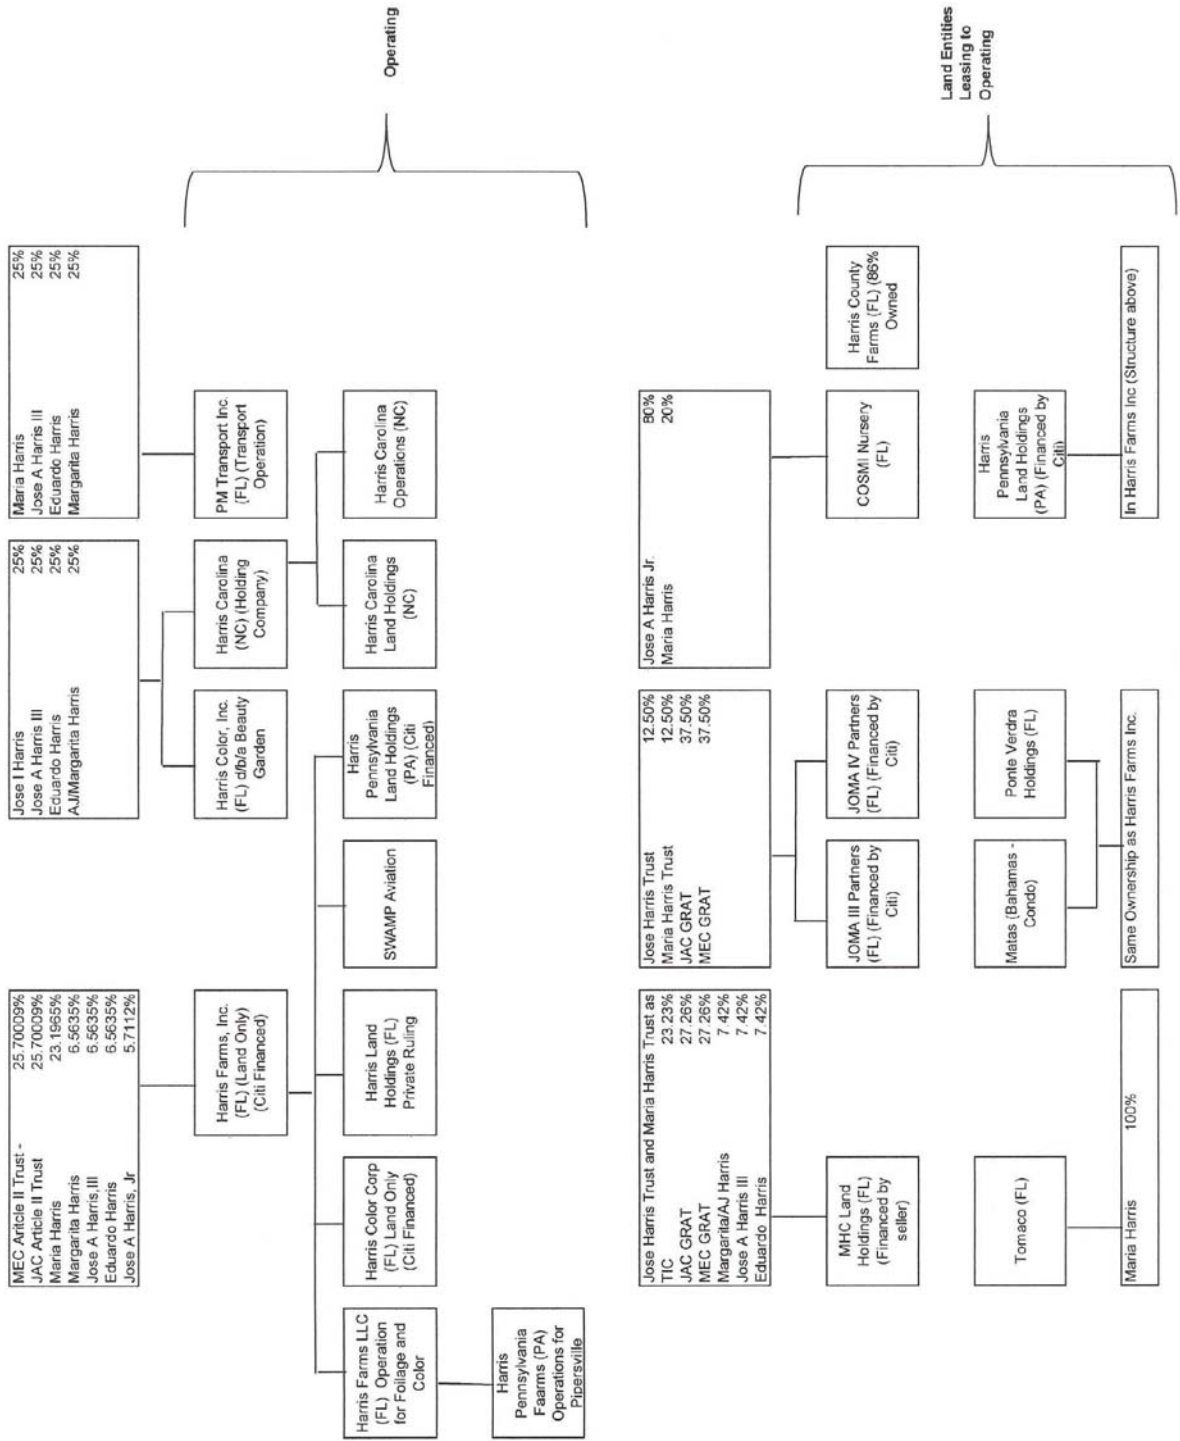 MEC Aritcle II Trust - 25.70009%
JAC Article II Trust 25.70009%
Maria Harris 23.1965%
Margarita Harris 6.5635%
Jose A Harris,III 6.5635%
Eduardo Harris 6.5635%
Jose A Harris, Jr 5.7112%
Jose I Harris 25%
Jose A Harris III 25%
Eduardo Harris 25%
AJ/Margarita Harris 25%
Maria Harris 25%
Jose A Harris III 25%
Eduardo Harris 25%
Margarita Harris 25%
Harris Farms, Inc.
(FL) (Land Only)
(Citi Financed)
Harris Color, Inc.
(FL) d/b/a Beauty
Garden
Harris Carolina
(NC) (Holding
Company)
PM Transport Inc.
(FL) (Transport
Operation)
Harris Farms LLC
(FL) Operation
for Foilage and
Color
Harris Color Corp
(FL) Land Only
(Citi Financed)
Harris Land
Holdings (FL)
Private Ruling
SWAMP Aviation
Harris
Pennsylvania
Land Holdings
(PA) (Citi
Financed)
Harris Carolina
Land Holdings
(NC)
Harris Carolina
Operations (NC)
Harris
Pennsylvania
Faarms (PA)
Operations for
Pipersville
Operating
Jose Harris Trust and Maria Harris Trust as
TIC 23.23%
JAC GRAT 27.26%
MEC GRAT 27.26%
Margarita/AJ Harris 7.42%
Jose A Harris III 7.42%
Eduardo Harris 7.42%
Jose Harris Trust 12.50%
Maria Harris Trust 12.50%
JAC GRAT 37.50%
MEC GRAT 37.50%
Jose A Harris Jr. 80%
Maria Harris 20%
MHC Land
Holdings (FL)
(Financed by
seller)
JOMA III Partners
(FL) (Financed by
Citi)
JOMA IV Partners
(FL) (Financed by
Citi)
COSMI Nursery
(FL)
Harris County
Farms (FL) (86%
Owned
Tomaco (FL)
Matas (Bahamas -
Condo)
Ponte Verdra
Holdings (FL)
Harris
Pennsylvania
Land Holdings
(PA) (Financed by
Citi)
Maria Harris 100%
Same Ownership as Harris Farms Inc.
In Harris Farms Inc (Structure above)
Land Entities
Leasing to
Operating